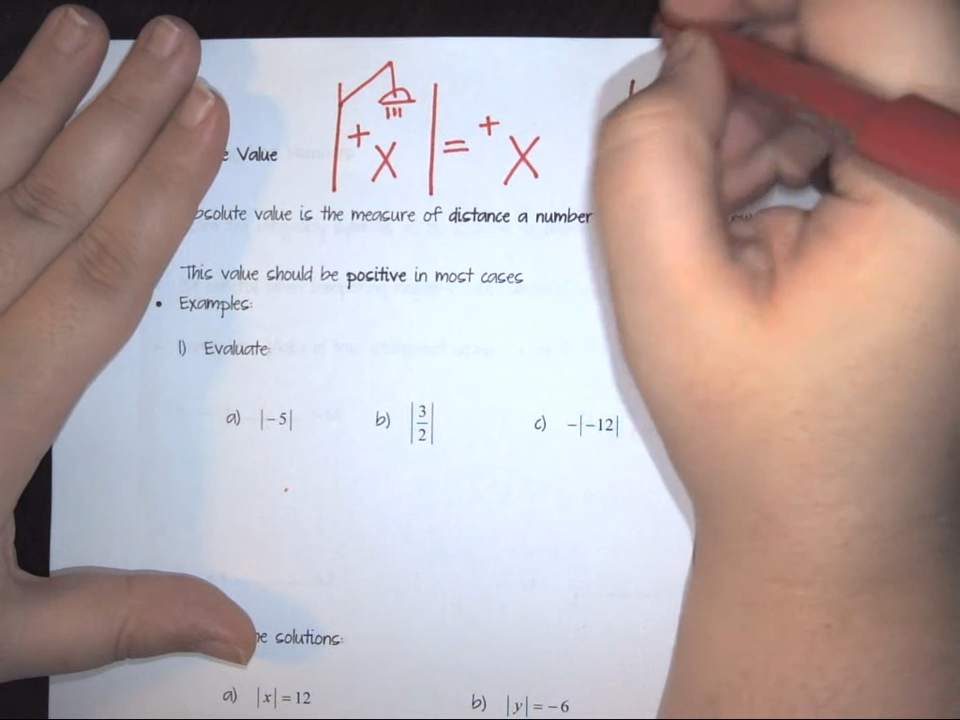 |+x| = +x
Value
absolute value is the measure of distance a number
This value should be positive in most cases
• Examples:
1) Evaluate
a) |-5| b) |3/2| c) -|-12|
solutions:
a) |x| = 12 b) |y| = -6